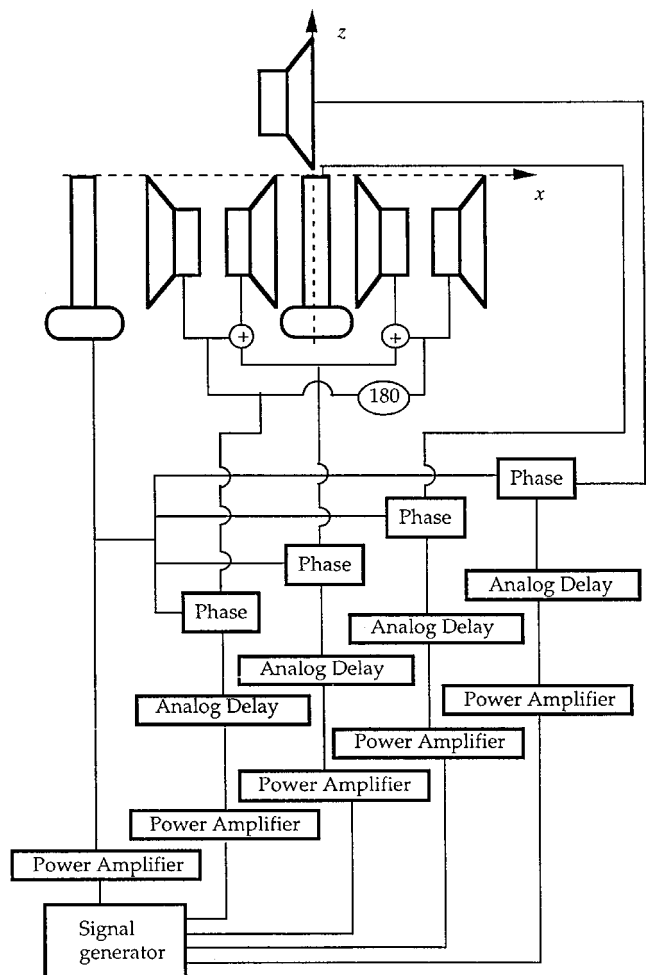 z
x
+
+
180
Phase
Phase
Phase
Phase
Analog Delay
Analog Delay
Analog Delay
Analog Delay
Power Amplifier
Power Amplifier
Power Amplifier
Power Amplifier
Power Amplifier
Signal
generator